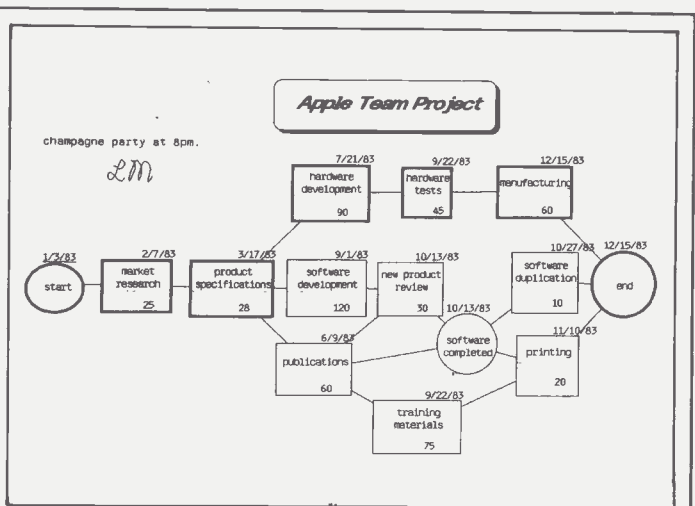 Apple Team Project
champagne party at 8pm.
LM
7/21/83
hardware
development
90
9/22/83
hardware
tests
45
12/15/83
manufacturing
60
1/3/83
start
2/7/83
market
research
25
3/17/83
product
specifications
28
9/1/83
software
development
120
10/13/83
new product
review
30
10/13/83
software
completed
10/27/83
software
duplication
10
12/15/83
end
6/9/83
publications
60
11/10/83
printing
20
9/22/83
training
materials
75